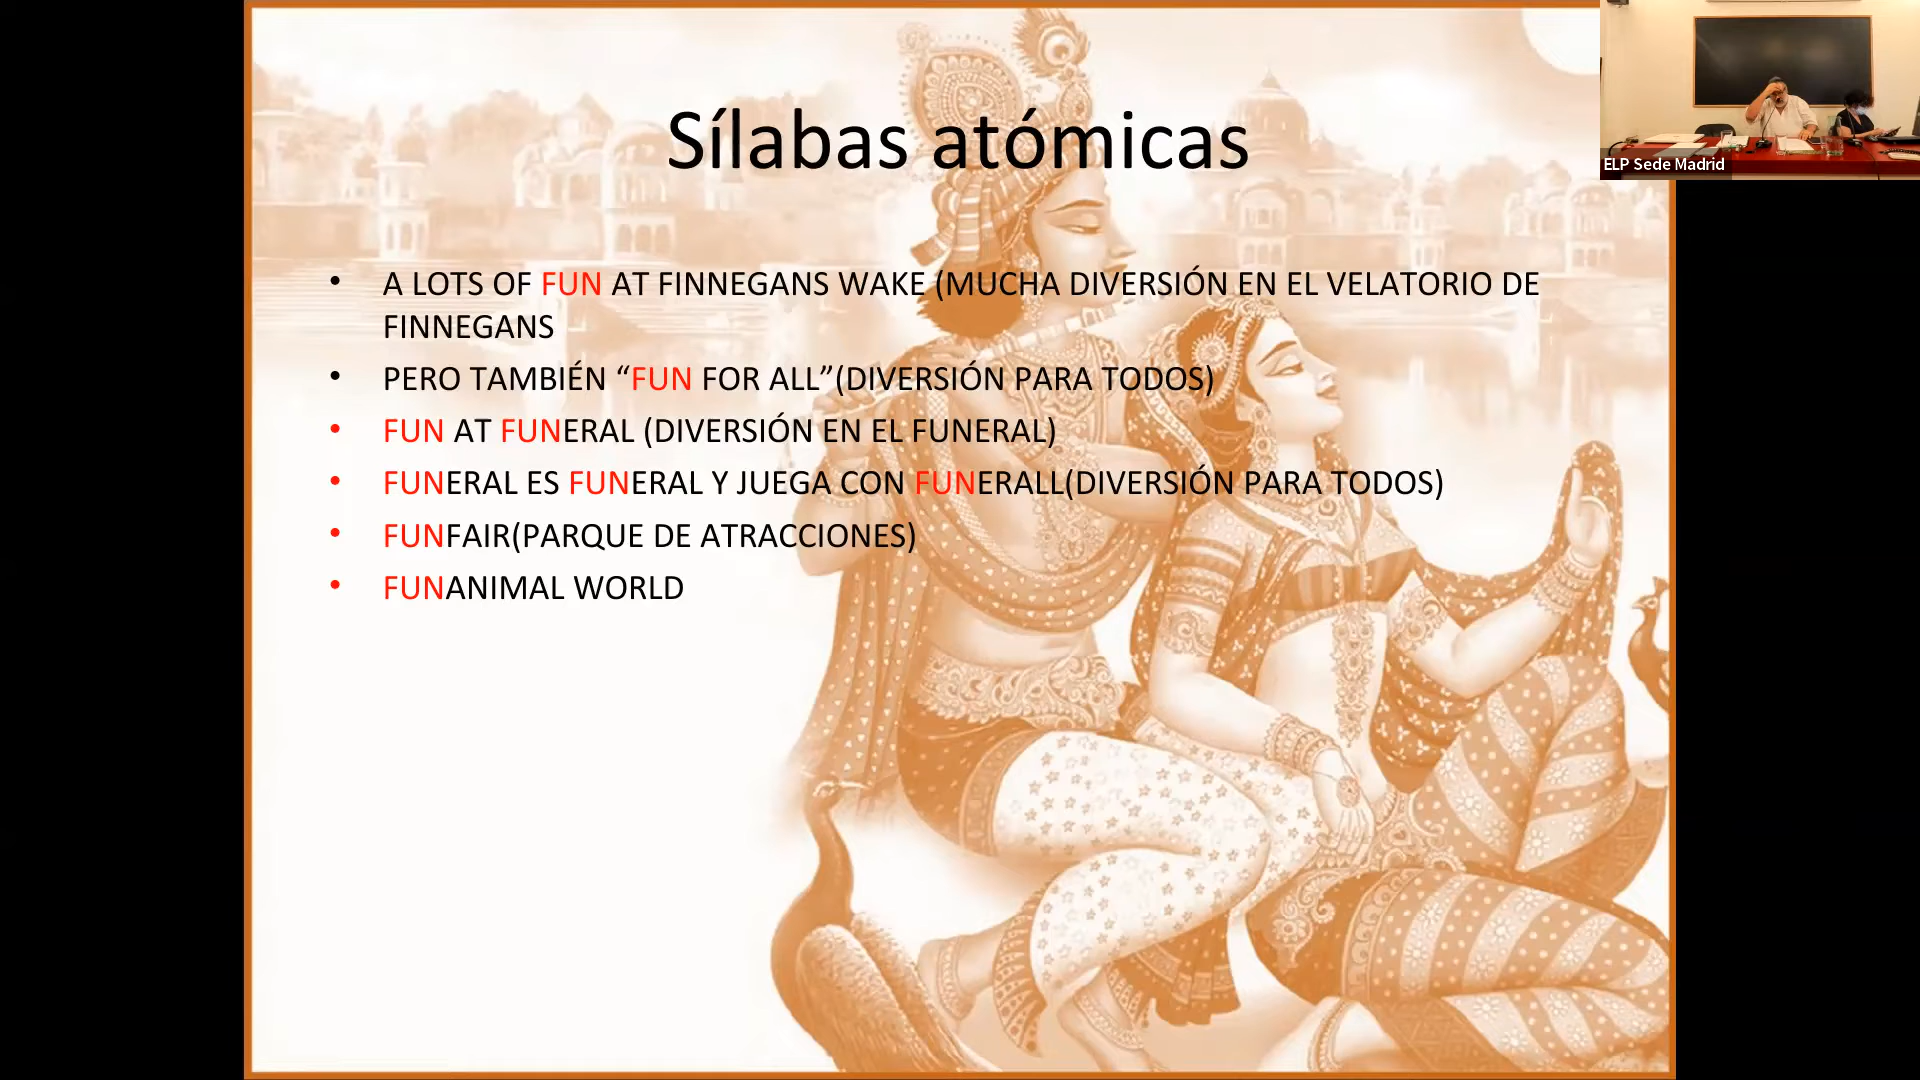 Sílabas atómicas
ELP Sede Madrid
• A LOTS OF FUN AT FINNEGANS WAKE (MUCHA DIVERSIÓN EN EL VELATORIO DE
FINNEGANS
• PERO TAMBIÉN “FUN FOR ALL”(DIVERSIÓN PARA TODOS)
• FUN AT FUNERAL (DIVERSIÓN EN EL FUNERAL)
• FUNERAL ES FUNERAL Y JUEGA CON FUNERALL(DIVERSIÓN PARA TODOS)
• FUNFAIR(PARQUE DE ATRACCIONES)
• FUNANIMAL WORLD